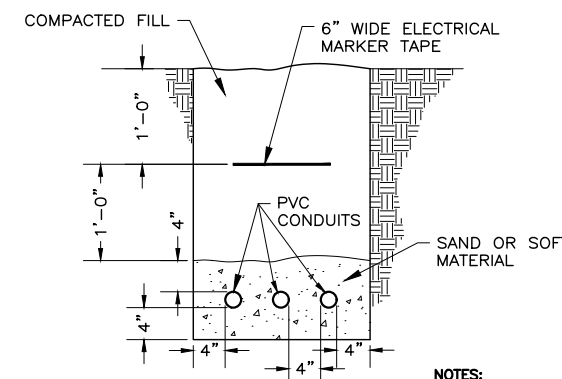 COMPACTED FILL
6" WIDE ELECTRICAL
MARKER TAPE
1'-0"
1'-0"
4"
PVC
CONDUITS
SAND OR SOFT
MATERIAL
4"
4"
4"
4"
NOTES: